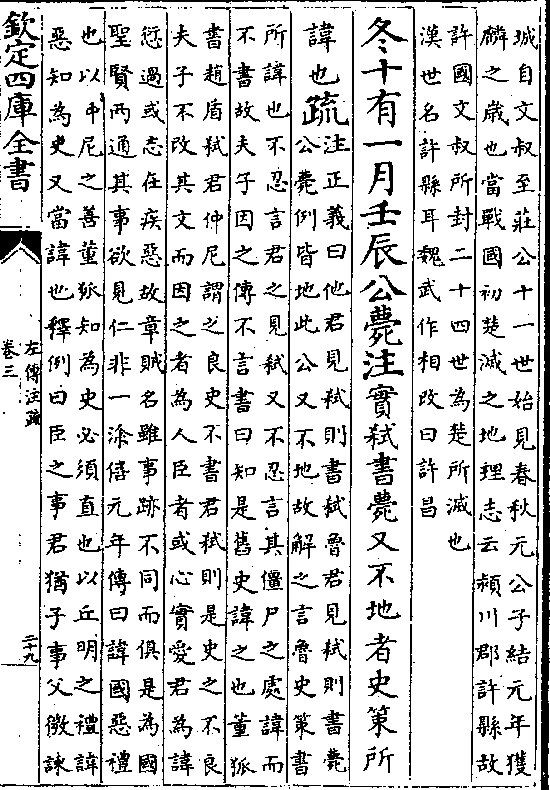 城自文叔至莊公十一世始見春秋元公子結元年獲
麟之歲也當戰國初楚滅之地理志云潁川郡許縣故
許國文叔所封二十四世為楚所滅也
漢世名許縣耳魏武作相改曰許昌
冬十有一月壬辰公薨注實弒書薨又不地者史策所
諱也疏注正義曰他君見弒則書弒魯君見弒則書薨
公薨例皆地此公又不地故解之言魯史策書
所諱也不忍言君之見弒又不忍言其僵尸之處諱而
不書故夫子因之傳不言書曰知是舊史諱之也董狐
書趙盾弒君仲尼謂之良史不書君弒則是史之不良
夫子不改其文而因之者為人臣者或心實愛君為諱
愆過或志在疾惡故章賊名雖事跡不同而俱是為國
聖賢兩通其事欲見仁非一塗僖元年傳曰諱國惡禮
也以仲尼之善董狐知為史必須直也以丘明之禮諱
惡知為史又當諱也釋例曰臣之事君猶子事父微諫
欽定四庫全書
左傳注疏
卷三
二十九